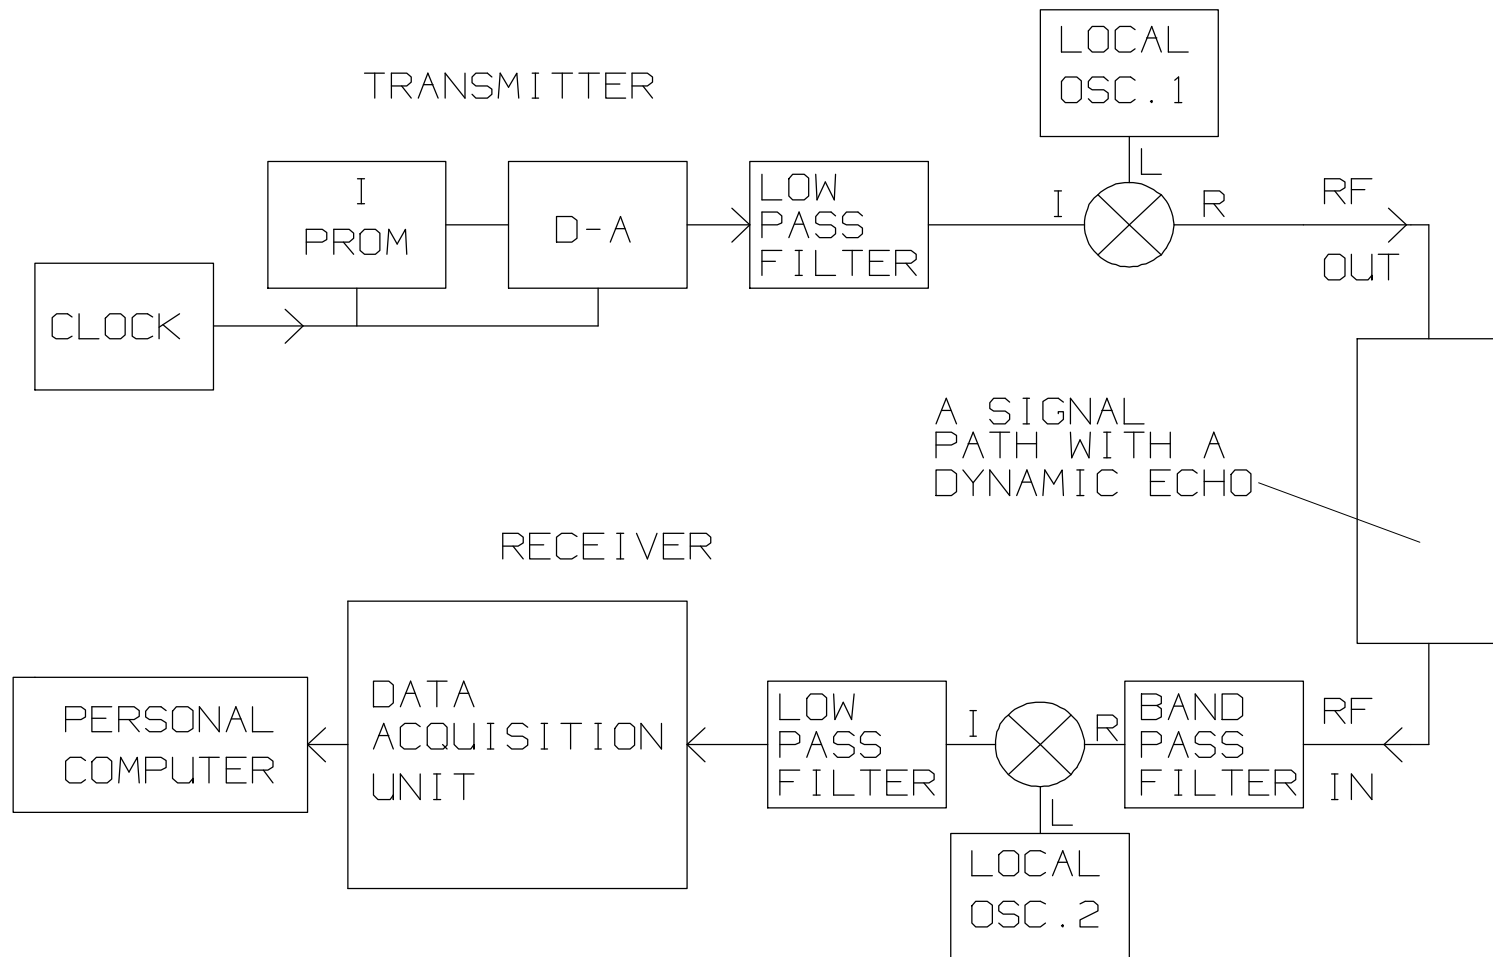 LOCAL
OSC.1
TRANSMITTER
I
PROM
D-A
LOW
PASS
FILTER
I
L
R
RF
OUT
CLOCK
A SIGNAL
PATH WITH A
DYNAMIC ECHO
RECEIVER
PERSONAL
COMPUTER
DATA
ACQUISITION
UNIT
LOW
PASS
FILTER
I
R
L
BAND
PASS
FILTER
RF
IN
LOCAL
OSC.2